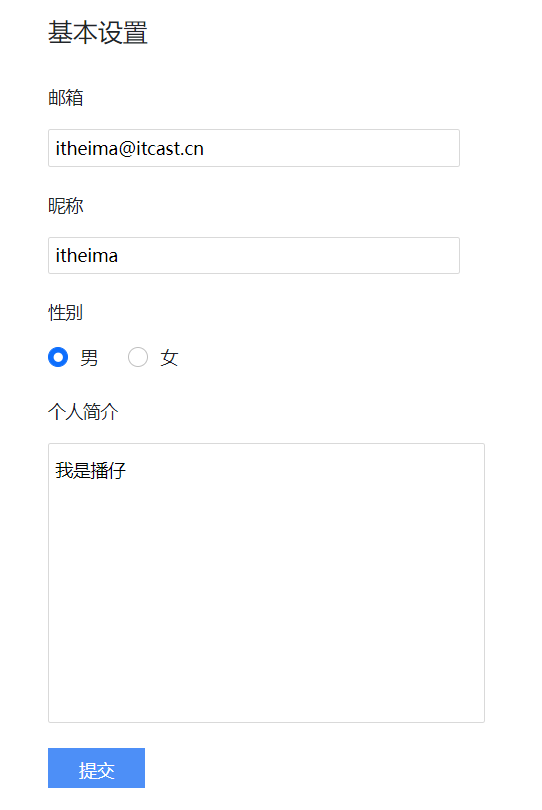 基本设置
邮箱
itheima@itcast.cn
昵称
itheima
性别
男 女
个人简介
我是播仔
提交